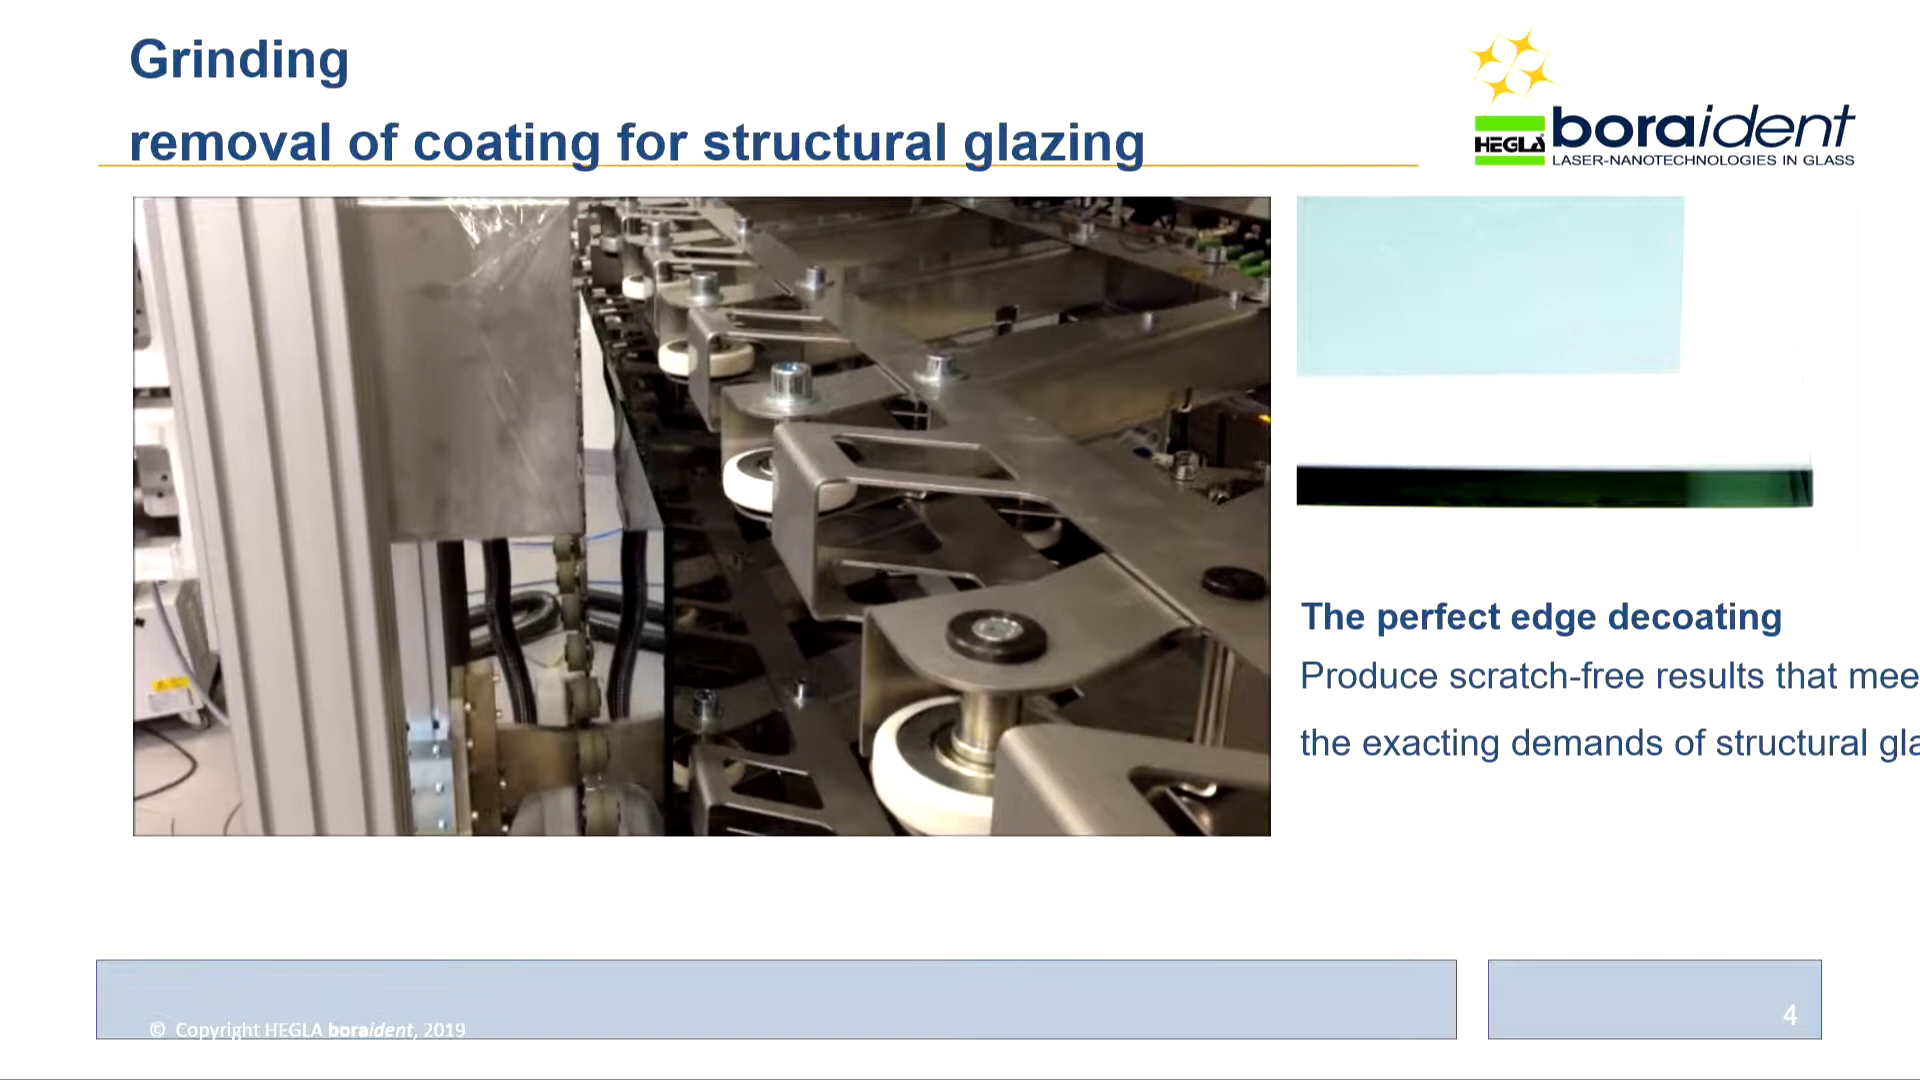 Grinding
removal of coating for structural glazing
HEGLA
boraident
LASER-NANOTECHNOLOGIES IN GLASS
The perfect edge decoating
Produce scratch-free results that mee
the exacting demands of structural gla
© Copyright HEGLA boraident, 2019
4